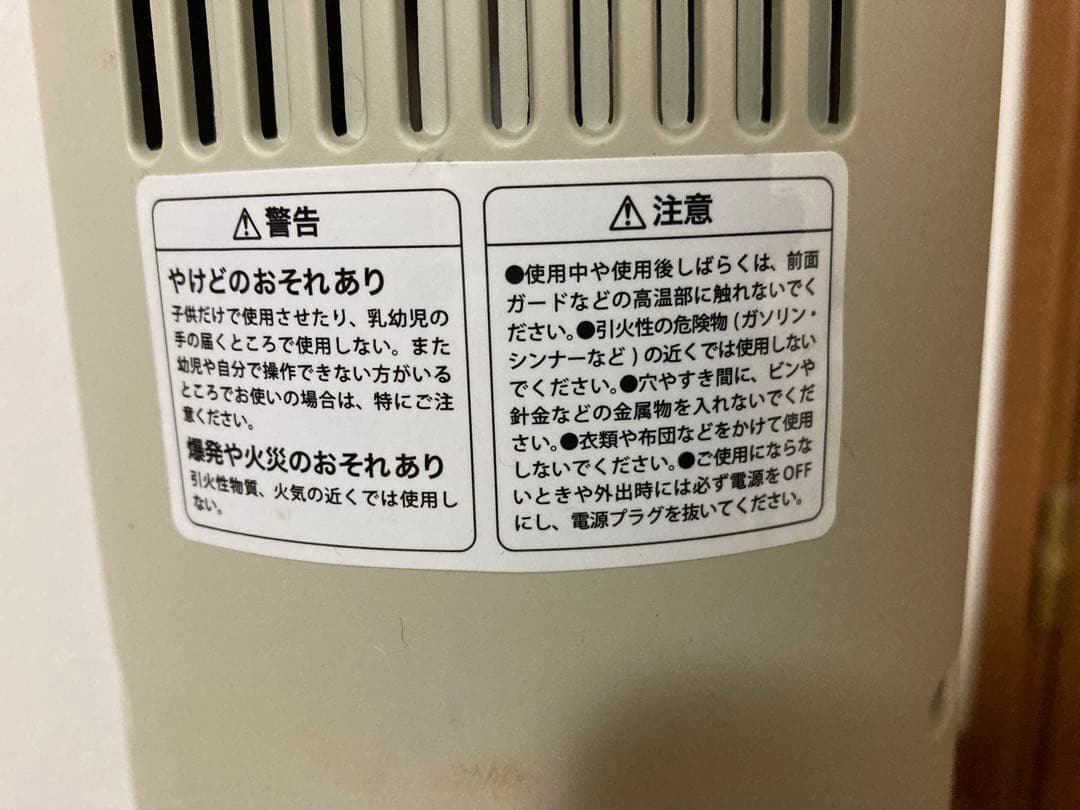 ⚠警告
やけどのおそれあり
子供だけで使用させたり、乳幼児の
手の届くところで使用しない。また
幼児や自分で操作できない方がいる
ところでお使いの場合は、特にご注
意ください。
爆発や火災のおそれあり
引火性物質、火気の近くでは使用し
ない。
⚠注意
●使用中や使用後しばらくは、前面
ガードなどの高温部に触れないでく
ださい。●引火性の危険物(ガソリン・
シンナーなど)の近くでは使用しない
でください。●穴やすき間に、ピンや
針金などの金属物を入れないでくだ
さい。●衣類や布団などをかけて使用
しないでください。●ご使用にならな
いときや外出時には必ず電源をOFF
にし、電源プラグを抜いてください。